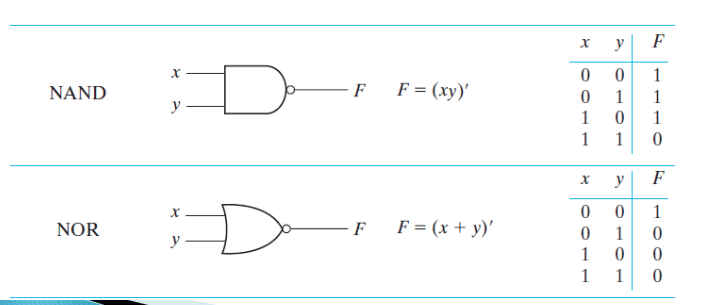 x y F
NAND x y F F = (xy)′
0 0 1
0 1 1
1 0 1
1 1 0
x y F
NOR x y F F = (x + y)′
0 0 1
0 1 0
1 0 0
1 1 0